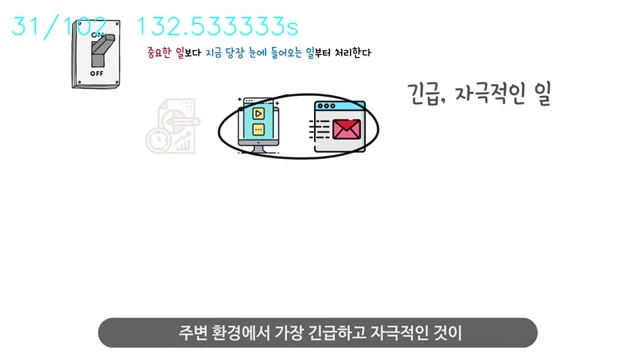 31/102 132.533333s
ON
OFF
중요한 일보다 지금 당장 눈에 들어오는 일부터 처리한다
긴급, 자극적인 일
주변 환경에서 가장 긴급하고 자극적인 것이